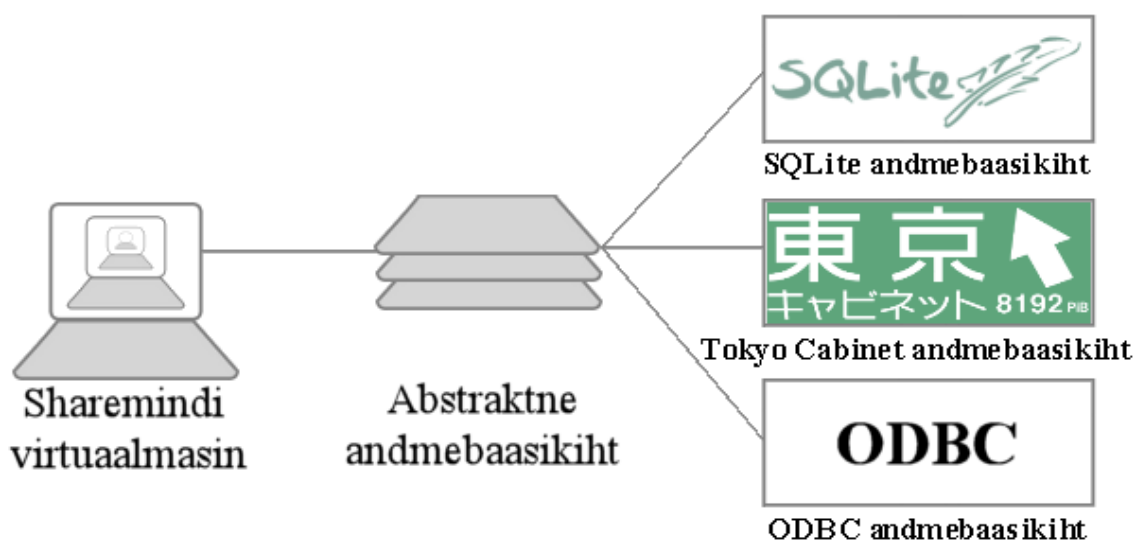 SQLite
SQLite andmebaasikiht
東京
キャビネット 8192 PiB
Tokyo Cabinet andmebaasikiht
Sharemindi
virtuaalmasin
Abstraktne
andmebaasikiht
ODBC
ODBC andmebaasikiht